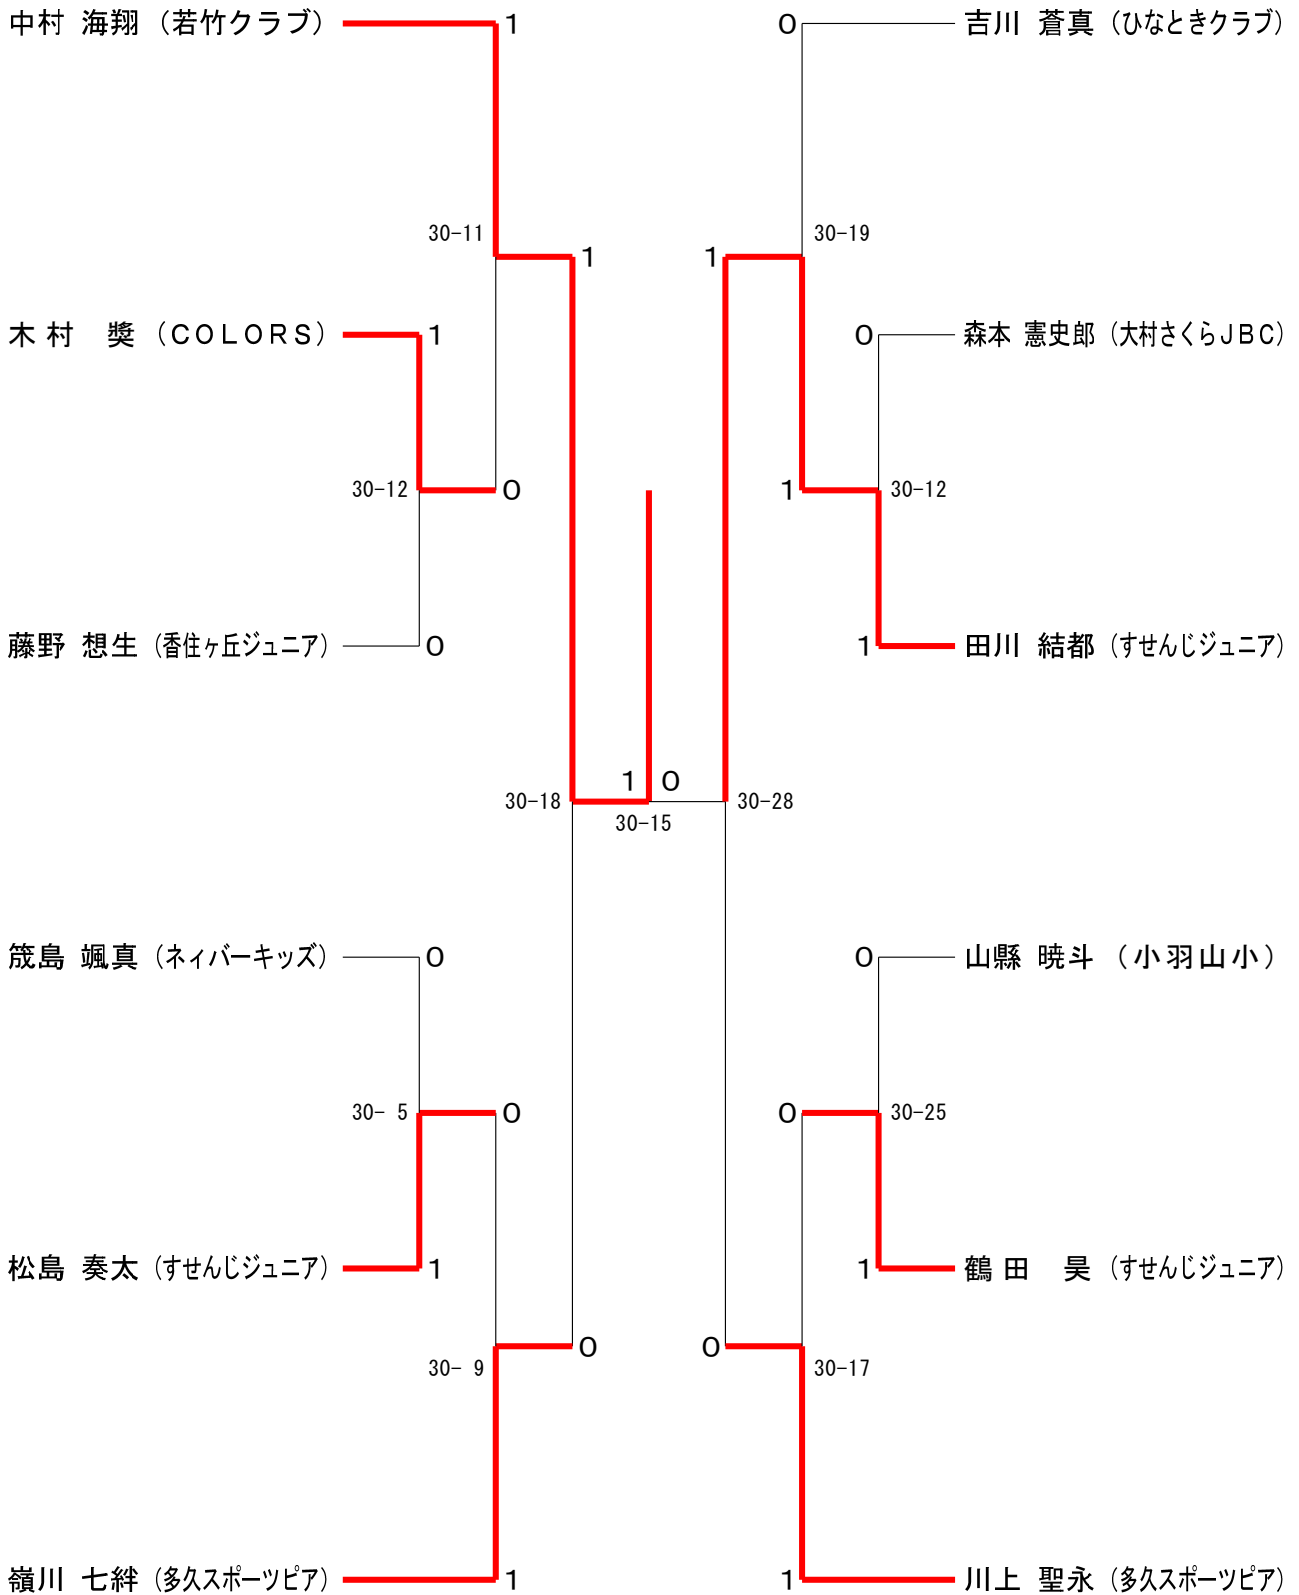 中村 海翔 (若竹クラブ) 1
0 吉川 蒼真 (ひなときクラブ)
30-11
30-19
1
1
木村 奨 (COLORS) 1
0 森本 憲史郎 (大村さくらJBC)
30-12 0
1 30-12
藤野 想生 (香住ヶ丘ジュニア) 0
1 田川 結都 (すせんじジュニア)
1 0
30-18
30-28
30-15
筬島 颯真 (ネイバーキッズ) 0
0 山縣 暁斗 (小羽山小)
30- 5 0
0 30-25
松島 奏太 (すせんじジュニア) 1
1 鶴田 昊 (すせんじジュニア)
0
0
30- 9
30-17
嶺川 七絆 (多久スポーツピア) 1
1 川上 聖永 (多久スポーツピア)